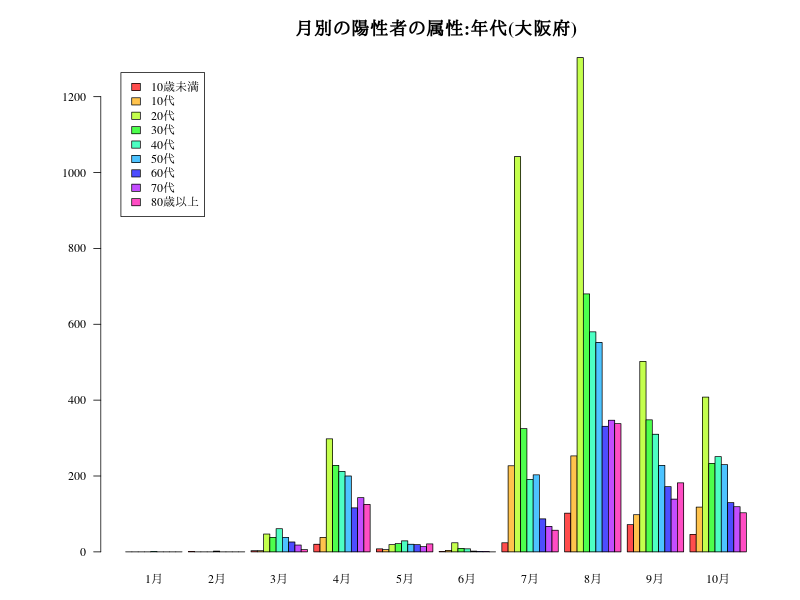 月別の陽性者の属性:年代(大阪府)
10歳未満
10代
20代
30代
40代
50代
60代
70代
80歳以上
1200
1000
800
600
400
200
0
1月 2月 3月 4月 5月 6月 7月 8月 9月 10月